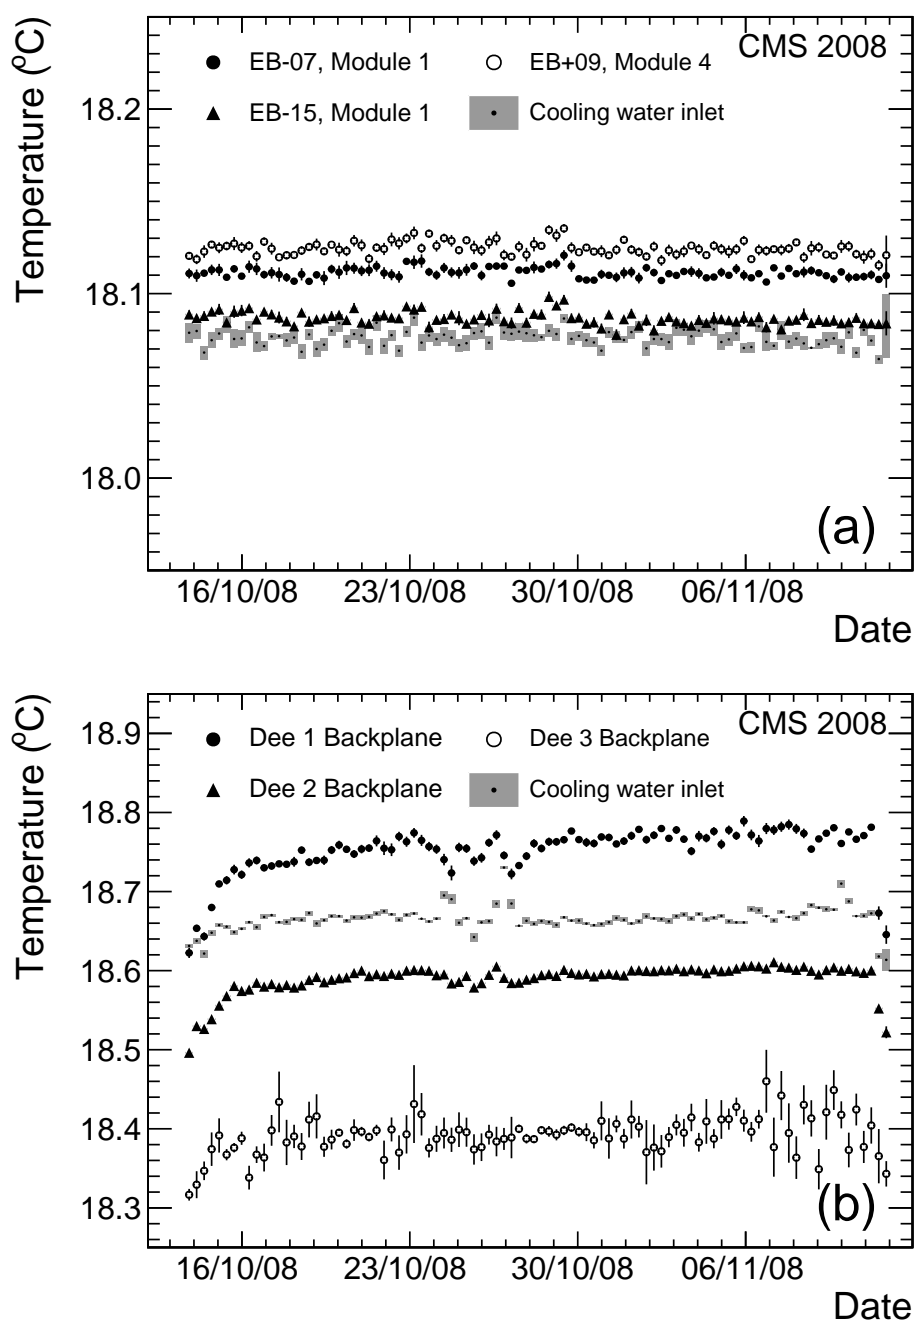 Temperature (ºC)
CMS 2008
EB-07, Module 1
EB+09, Module 4
EB-15, Module 1
Cooling water inlet
18.2
18.1
18.0
(a)
16/10/08 23/10/08 30/10/08 06/11/08
Date
Temperature (ºC)
CMS 2008
Dee 1 Backplane
Dee 3 Backplane
Dee 2 Backplane
Cooling water inlet
18.9
18.8
18.7
18.6
18.5
18.4
18.3
(b)
16/10/08 23/10/08 30/10/08 06/11/08
Date